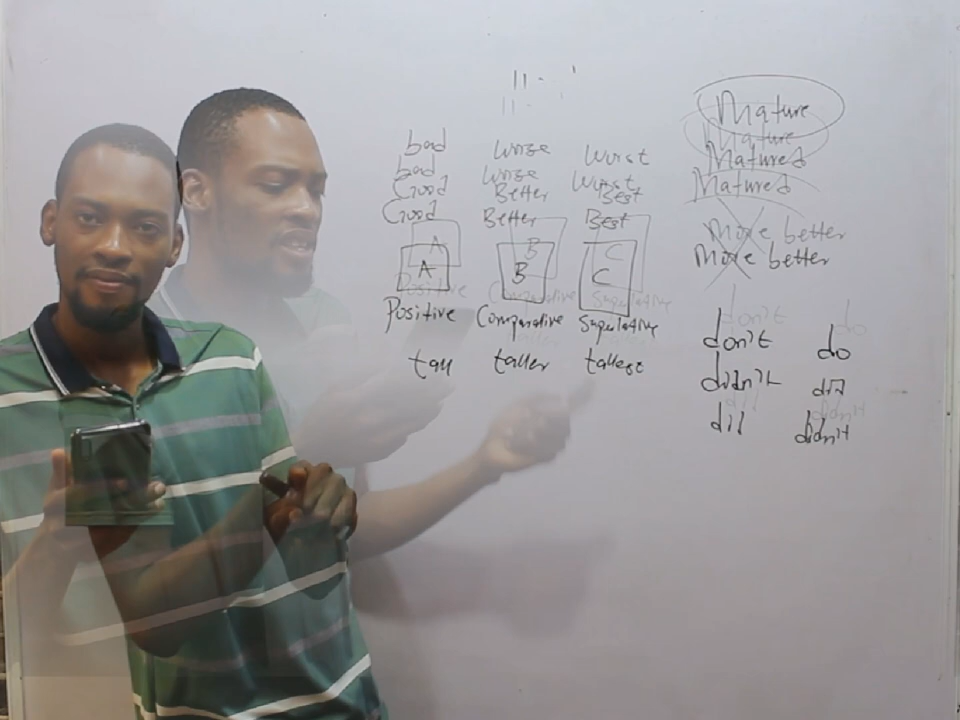 bad worse worst
Good Better Best
A B C
Positive Comparative Superlative
tall taller tallest
Mature
Matured
More better
don't do
didn't did
did didn't